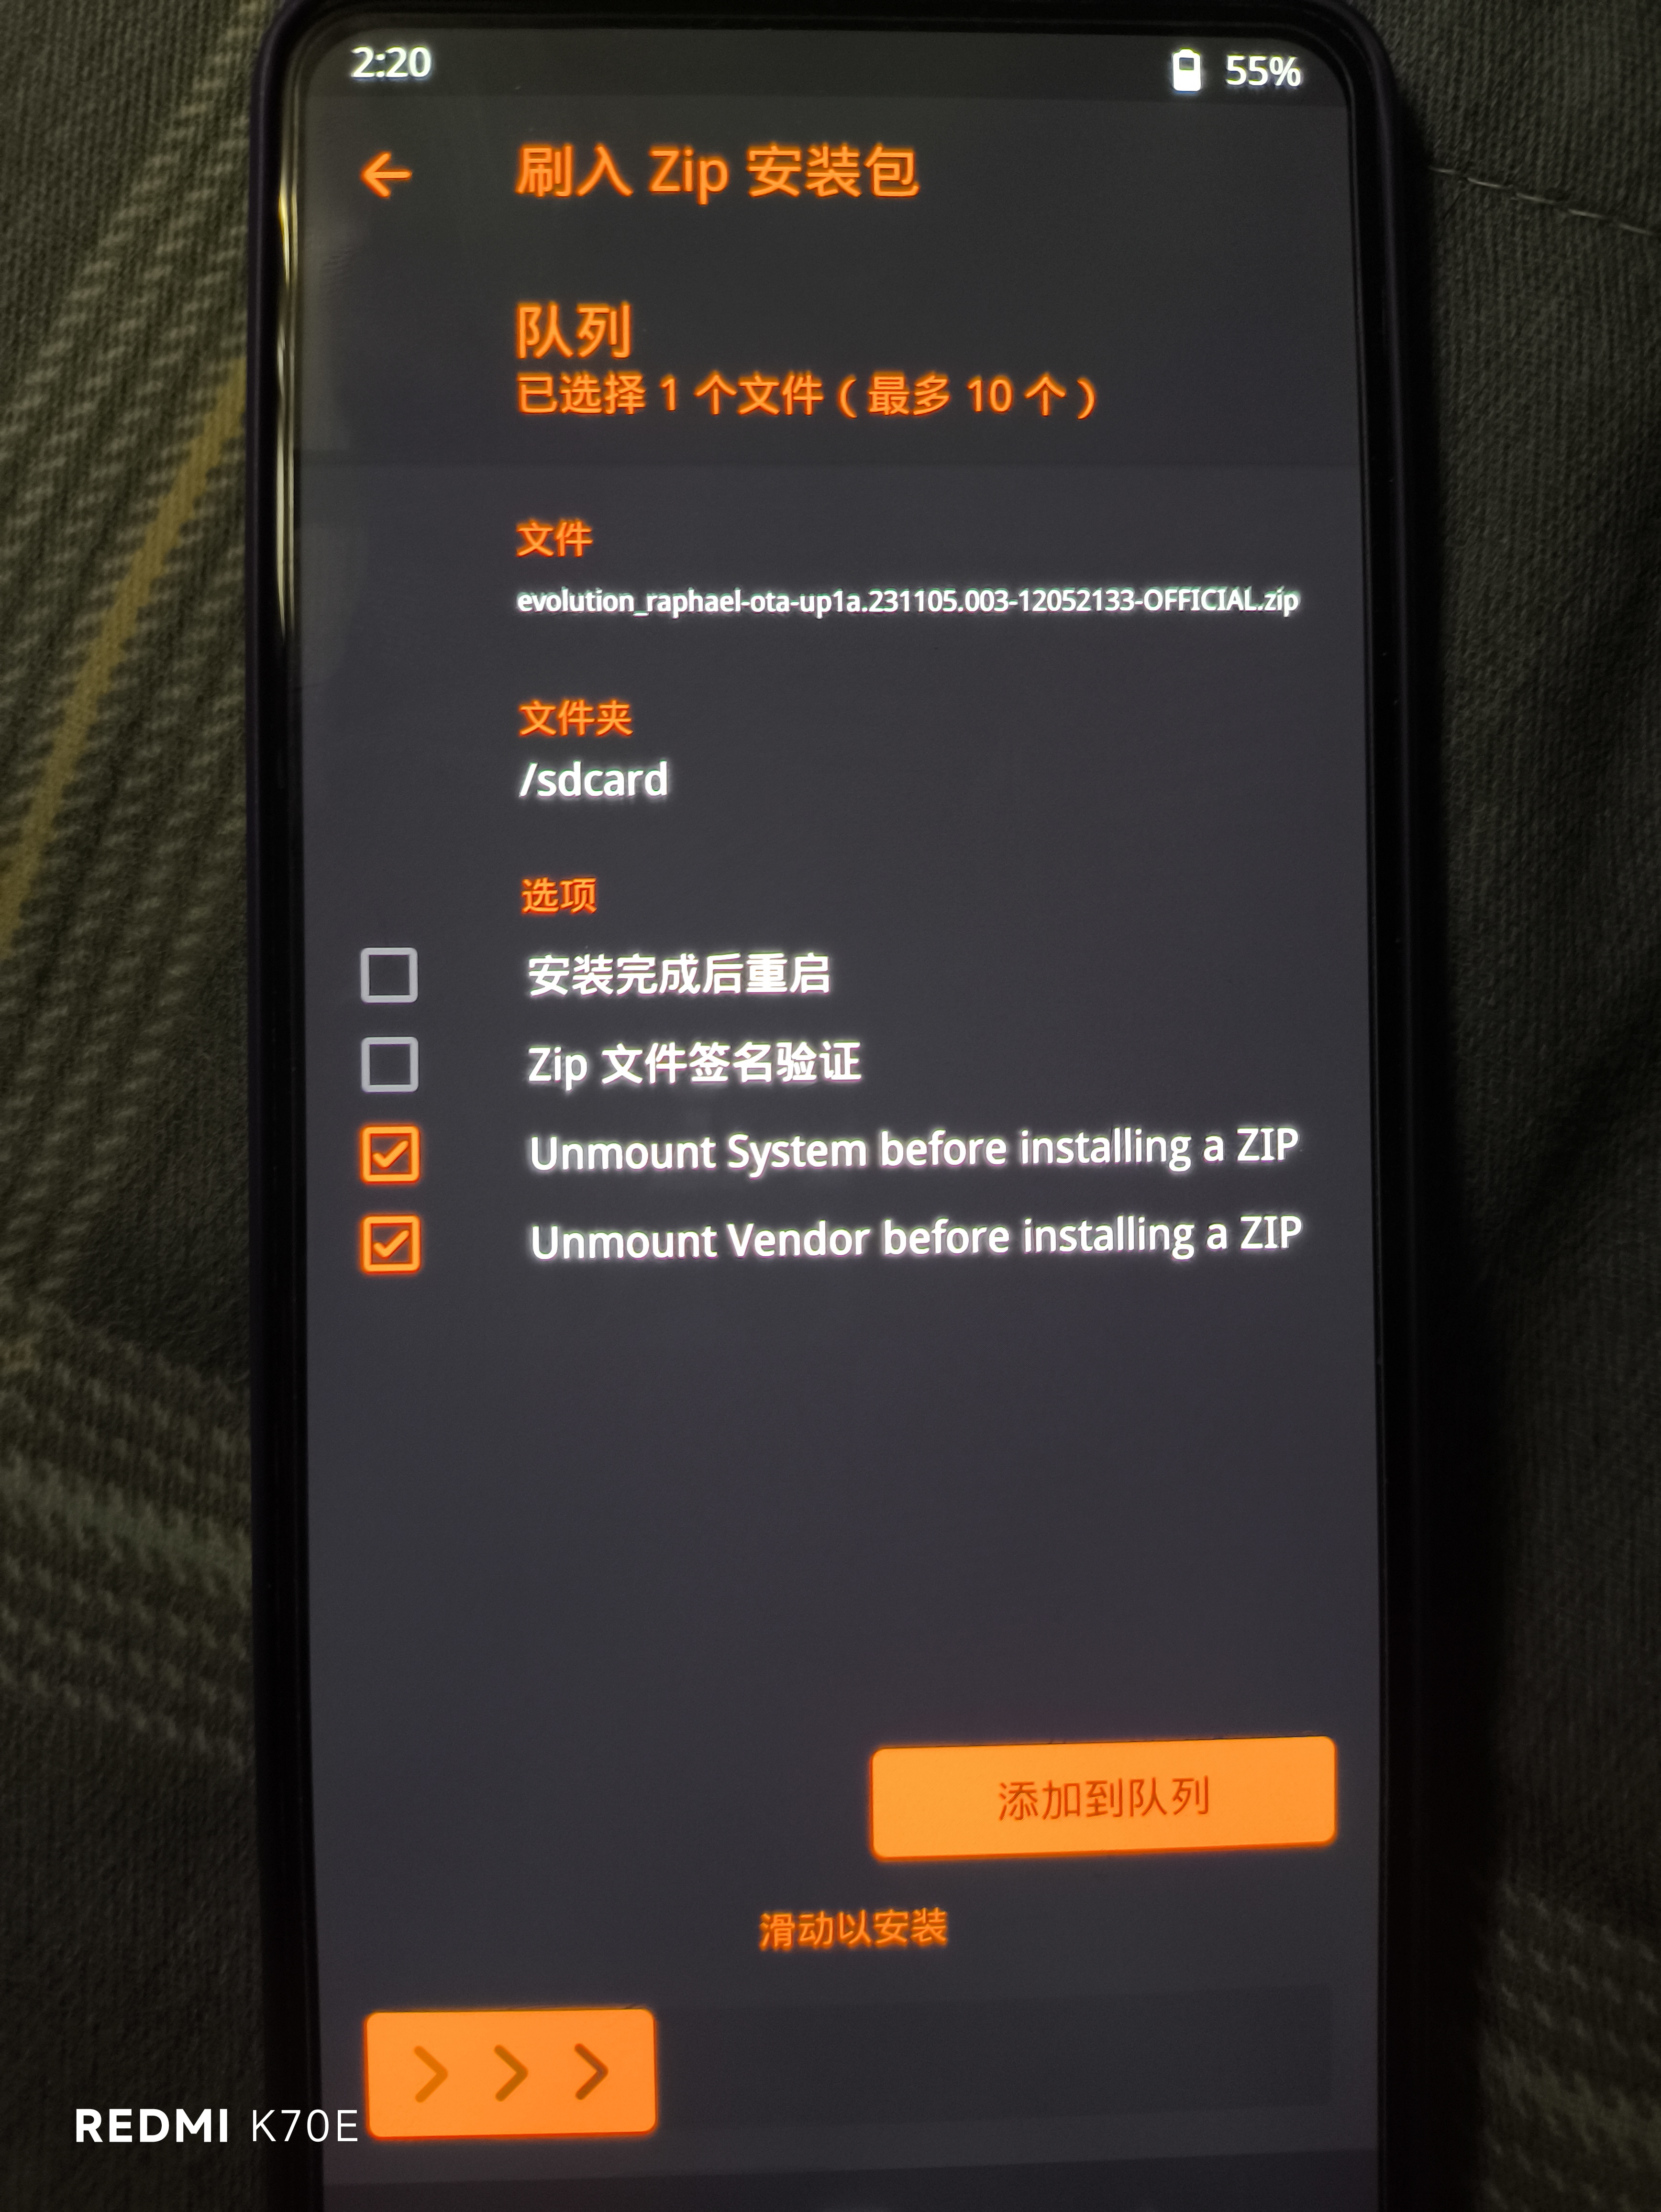 2:20
55%
刷入 Zip 安装包
队列
已选择 1 个文件（最多 10 个）
文件
evolution_raphael-ota-up1a.231105.003-12052133-OFFICIAL.zip
文件夹
/sdcard
选项
安装完成后重启
Zip 文件签名验证
Unmount System before installing a ZIP
Unmount Vendor before installing a ZIP
添加到队列
滑动以安装
REDMI K70E